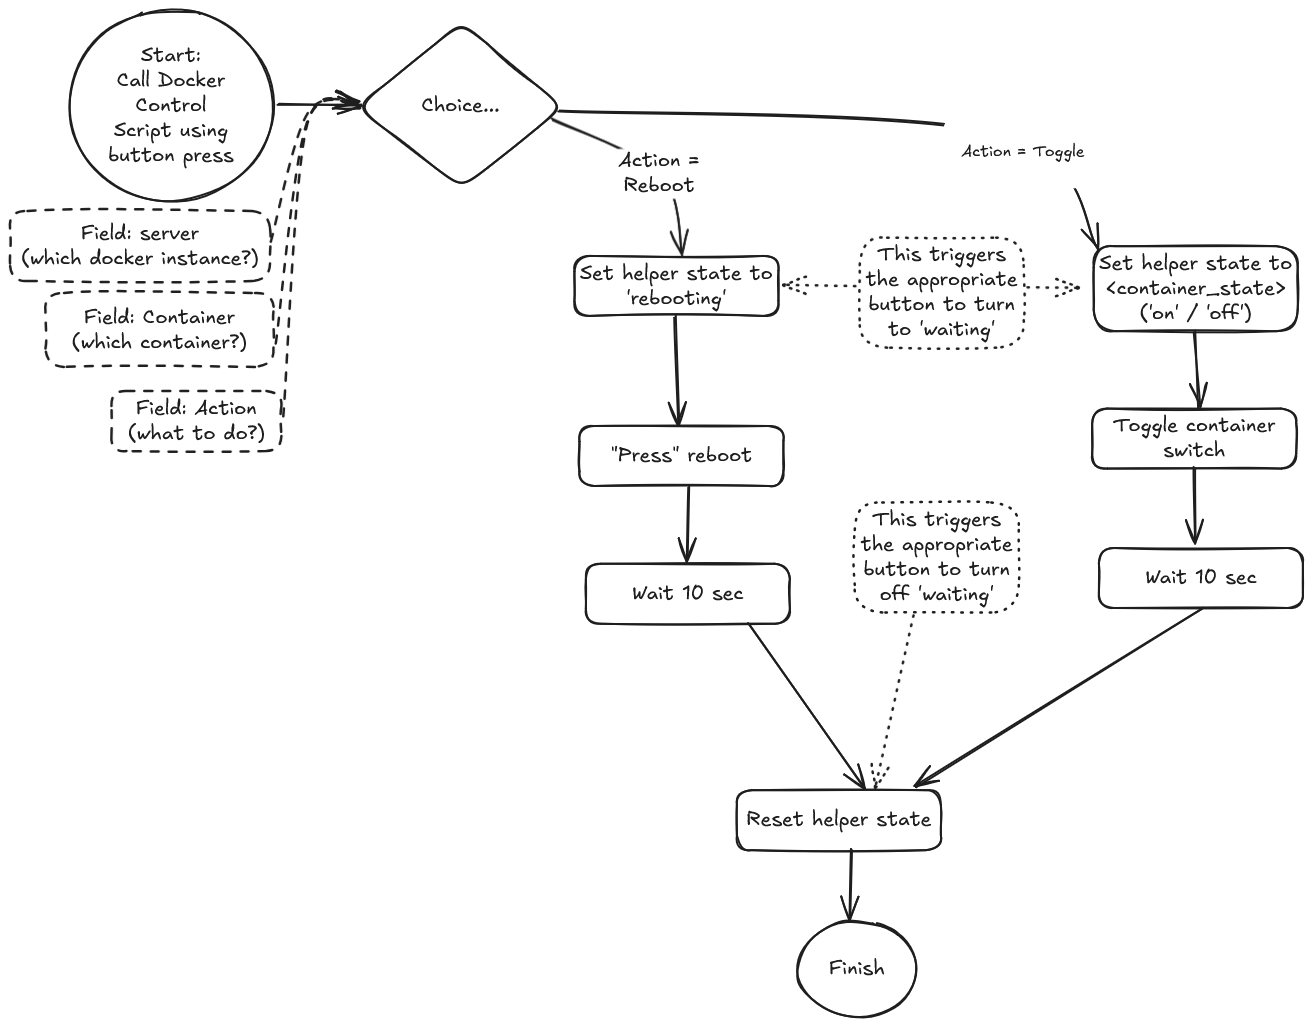 Start:
Call Docker
Control
Script using
button press
Field: server
(which docker instance?)
Field: Container
(which container?)
Field: Action
(what to do?)
Choice...
Action =
Reboot
Action = Toggle
Set helper state to
'rebooting'
This triggers
the appropriate
button to turn
to 'waiting'
Set helper state to
<container_state>
('on' / 'off')
"Press" reboot
Toggle container
switch
Wait 10 sec
This triggers
the appropriate
button to turn
off 'waiting'
Wait 10 sec
Reset helper state
Finish